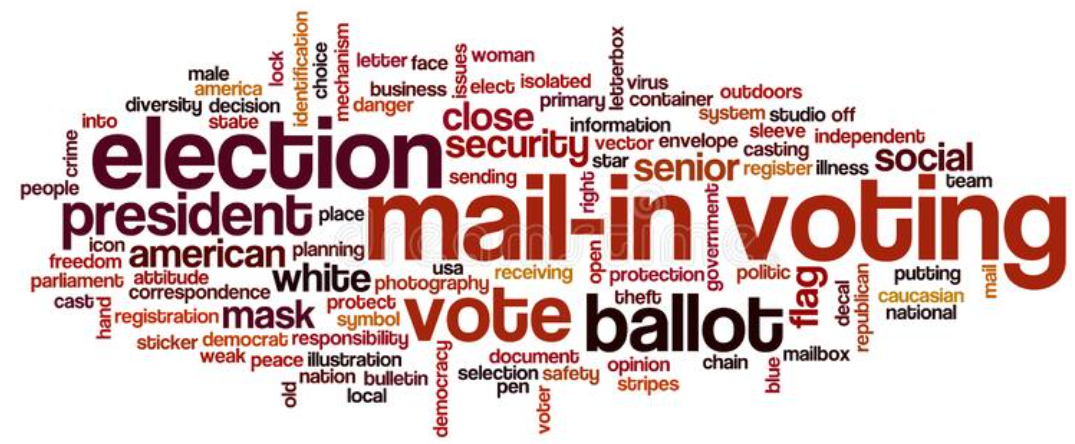 male
america
lock
identification
choice
mechanism
letter
face
issues
woman
business
elect
isolated
letterbox
virus
outdoors
diversity
decision
danger
primary
container
into
state
close
information
system
studio
off
crime
election
security
vector
envelope
sleeve
casting
independent
people
sending
star
senior
register
illness
social
team
president
place
mail-in voting
right
government
icon
american
planning
freedom
open
parliament
attitude
white
usa
receiving
protection
politic
flag
putting
mail
correspondence
photography
cast
hand
registration
mask
protect
symbol
vote
theft
ballot
decal
republican
caucasian
national
sticker
democrat
responsibility
weak
peace
illustration
democracy
document
opinion
chain
mailbox
blue
old
nation
bulletin
local
selection
safety
pen
voter
stripes